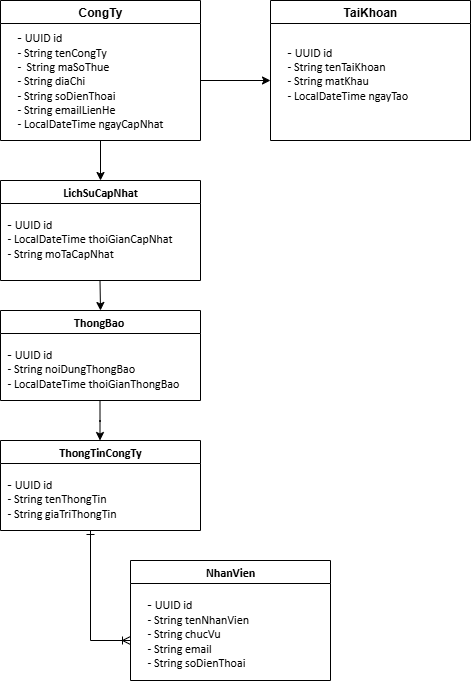 CongTy
- UUID id
- String tenCongTy
- String maSoThue
- String diaChi
- String soDienThoai
- String emailLienHe
- LocalDateTime ngayCapNhat
TaiKhoan
- UUID id
- String tenTaiKhoan
- String matKhau
- LocalDateTime ngayTao
LichSuCapNhat
- UUID id
- LocalDateTime thoiGianCapNhat
- String moTaCapNhat
ThongBao
- UUID id
- String noiDungThongBao
- LocalDateTime thoiGianThongBao
ThongTinCongTy
- UUID id
- String tenThongTin
- String giaTriThongTin
NhanVien
- UUID id
- String tenNhanVien
- String chucVu
- String email
- String soDienThoai